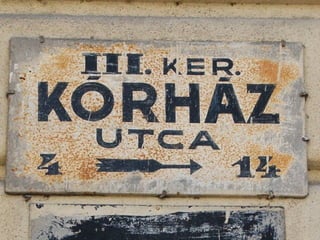 III. KER.
KÓRHÁZ
UTCA
4 → 14